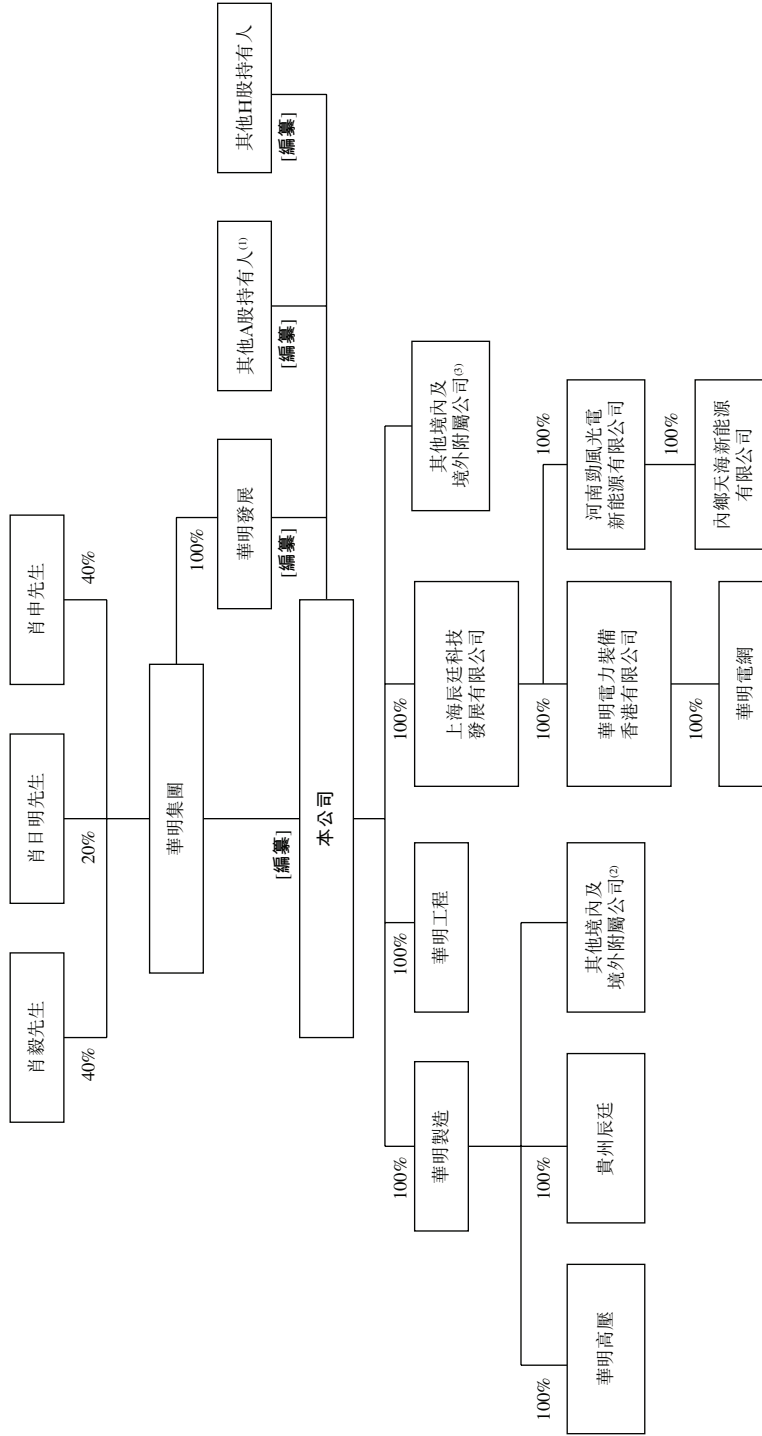 肖毅先生
肖日明先生
肖申先生
40%
20%
40%
華明集團
100%
華明發展
其他A股持有人(1)
其他H股持有人
[編纂]
[編纂]
[編纂]
[編纂]
本公司
100%
100%
100%
華明製造
華明工程
上海辰廷科技
發展有限公司
其他境內及
境外附屬公司(3)
100%
100%
100%
100%
華明高壓
貴州辰廷
其他境內及
境外附屬公司(2)
華明電力裝備
香港有限公司
河南勁風光電
新能源有限公司
100%
100%
華明電網
內鄉天海新能源
有限公司